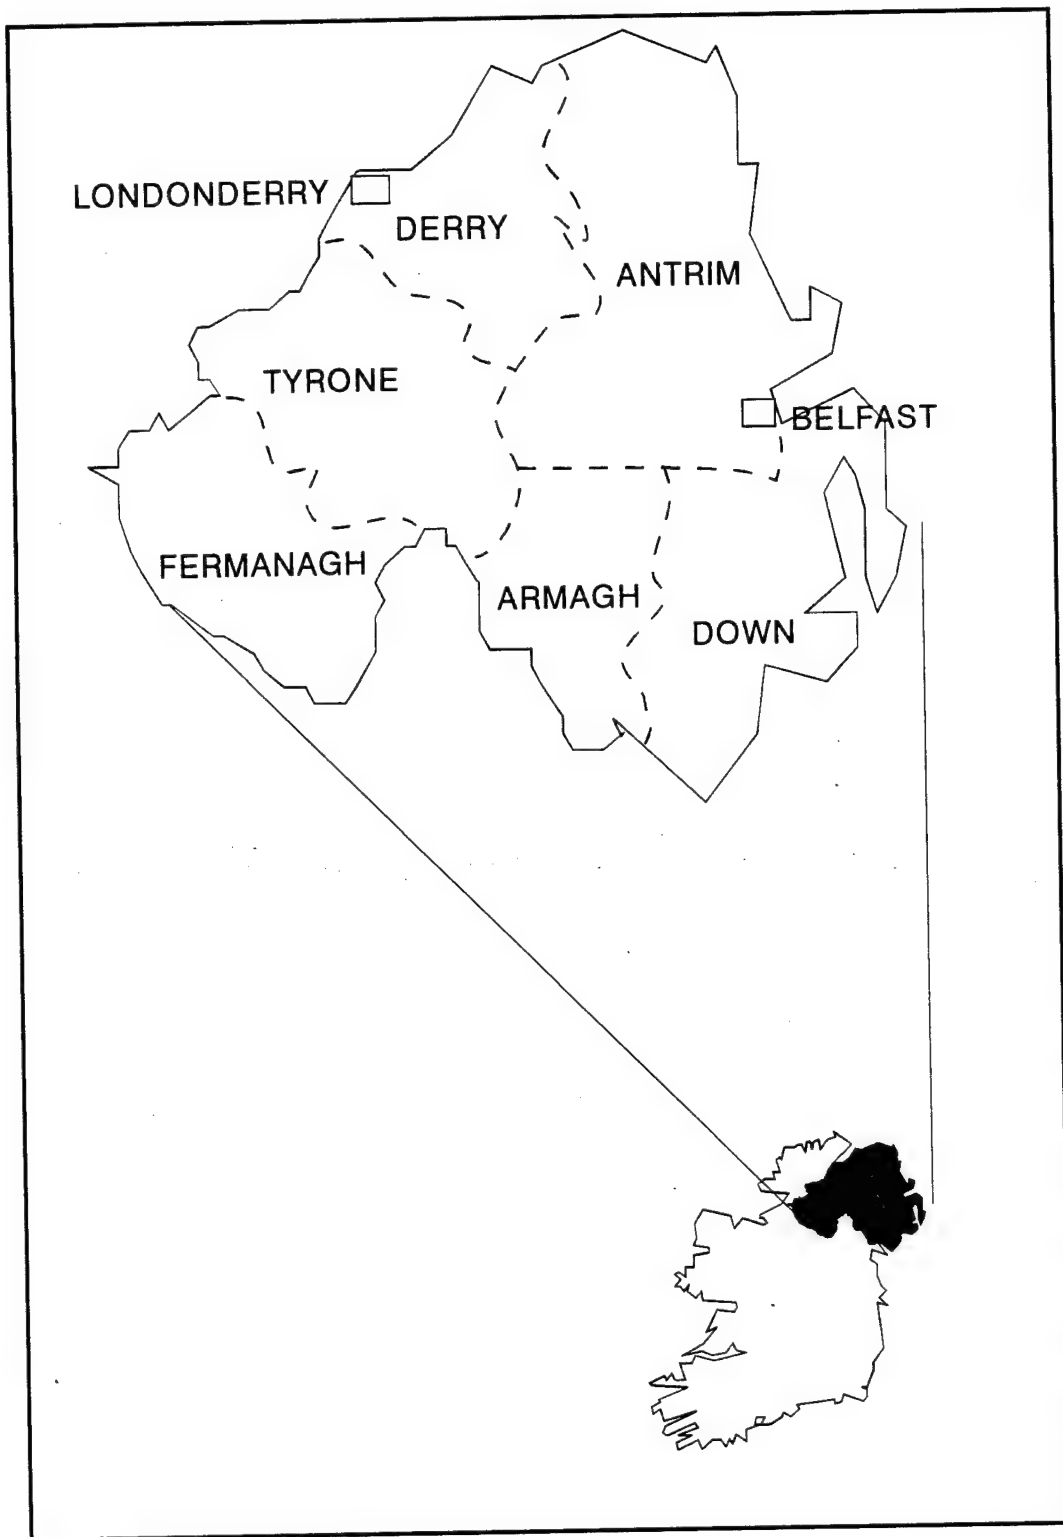 LONDONDERRY
DERRY
ANTRIM
TYRONE
BELFAST
FERMANAGH
ARMAGH
DOWN